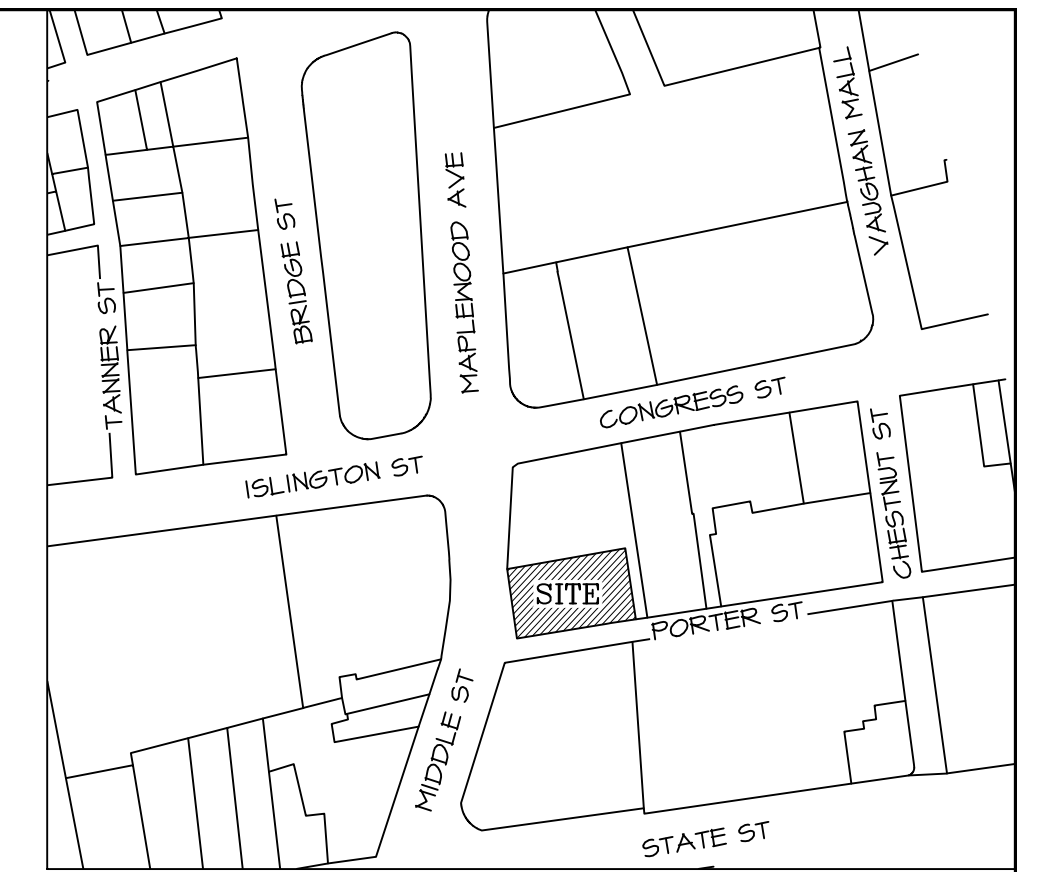 VAUGHAN MALL
MAPLEWOOD AVE
BRIDGE ST
TANNER ST
CONGRESS ST
ISLINGTON ST
CHESTNUT ST
SITE
PORTER ST
MIDDLE ST
STATE ST